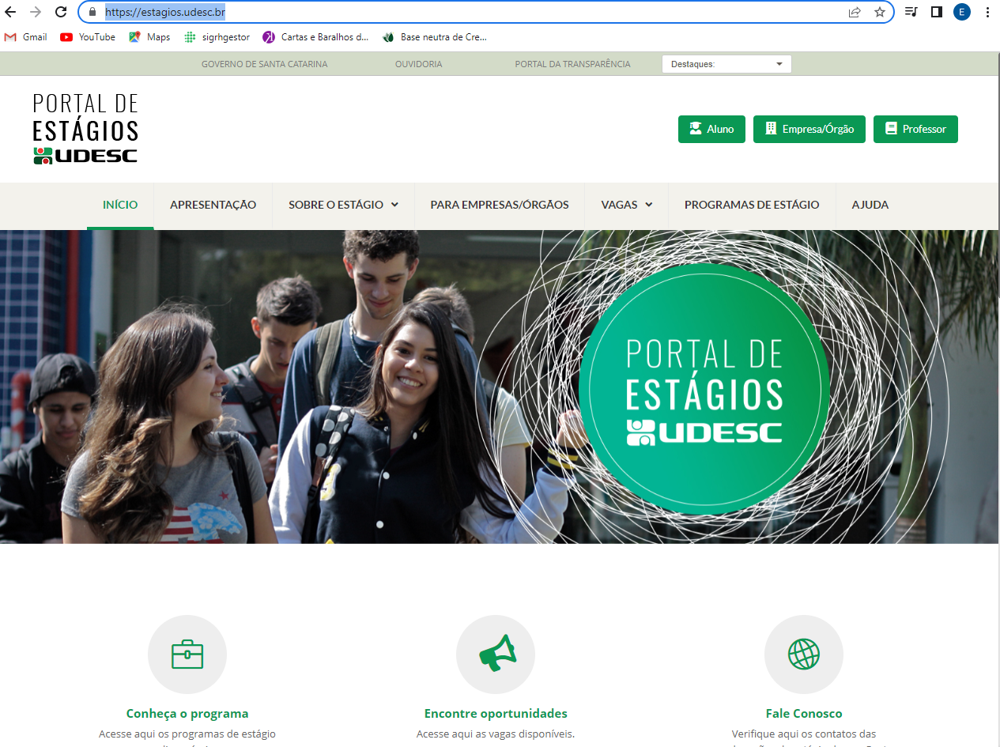 https://estagios.udesc.br
E
Gmail YouTube Maps sigrhgestor Cartas e Baralhos d... Base neutra de Cre...
GOVERNO DE SANTA CATARINA OUVIDORIA PORTAL DA TRANSPARÊNCIA Destaques:
PORTAL DE
ESTÁGIOS
UDESC
Aluno Empresa/Órgão Professor
INÍCIO APRESENTAÇÃO SOBRE O ESTÁGIO PARA EMPRESAS/ÓRGÃOS VAGAS PROGRAMAS DE ESTÁGIO AJUDA
PORTAL DE
ESTÁGIOS
UDESC
Conheça o programa Encontre oportunidades Fale Conosco
Acesse aqui os programas de estágio Acesse aqui as vagas disponíveis. Verifique aqui os contatos das